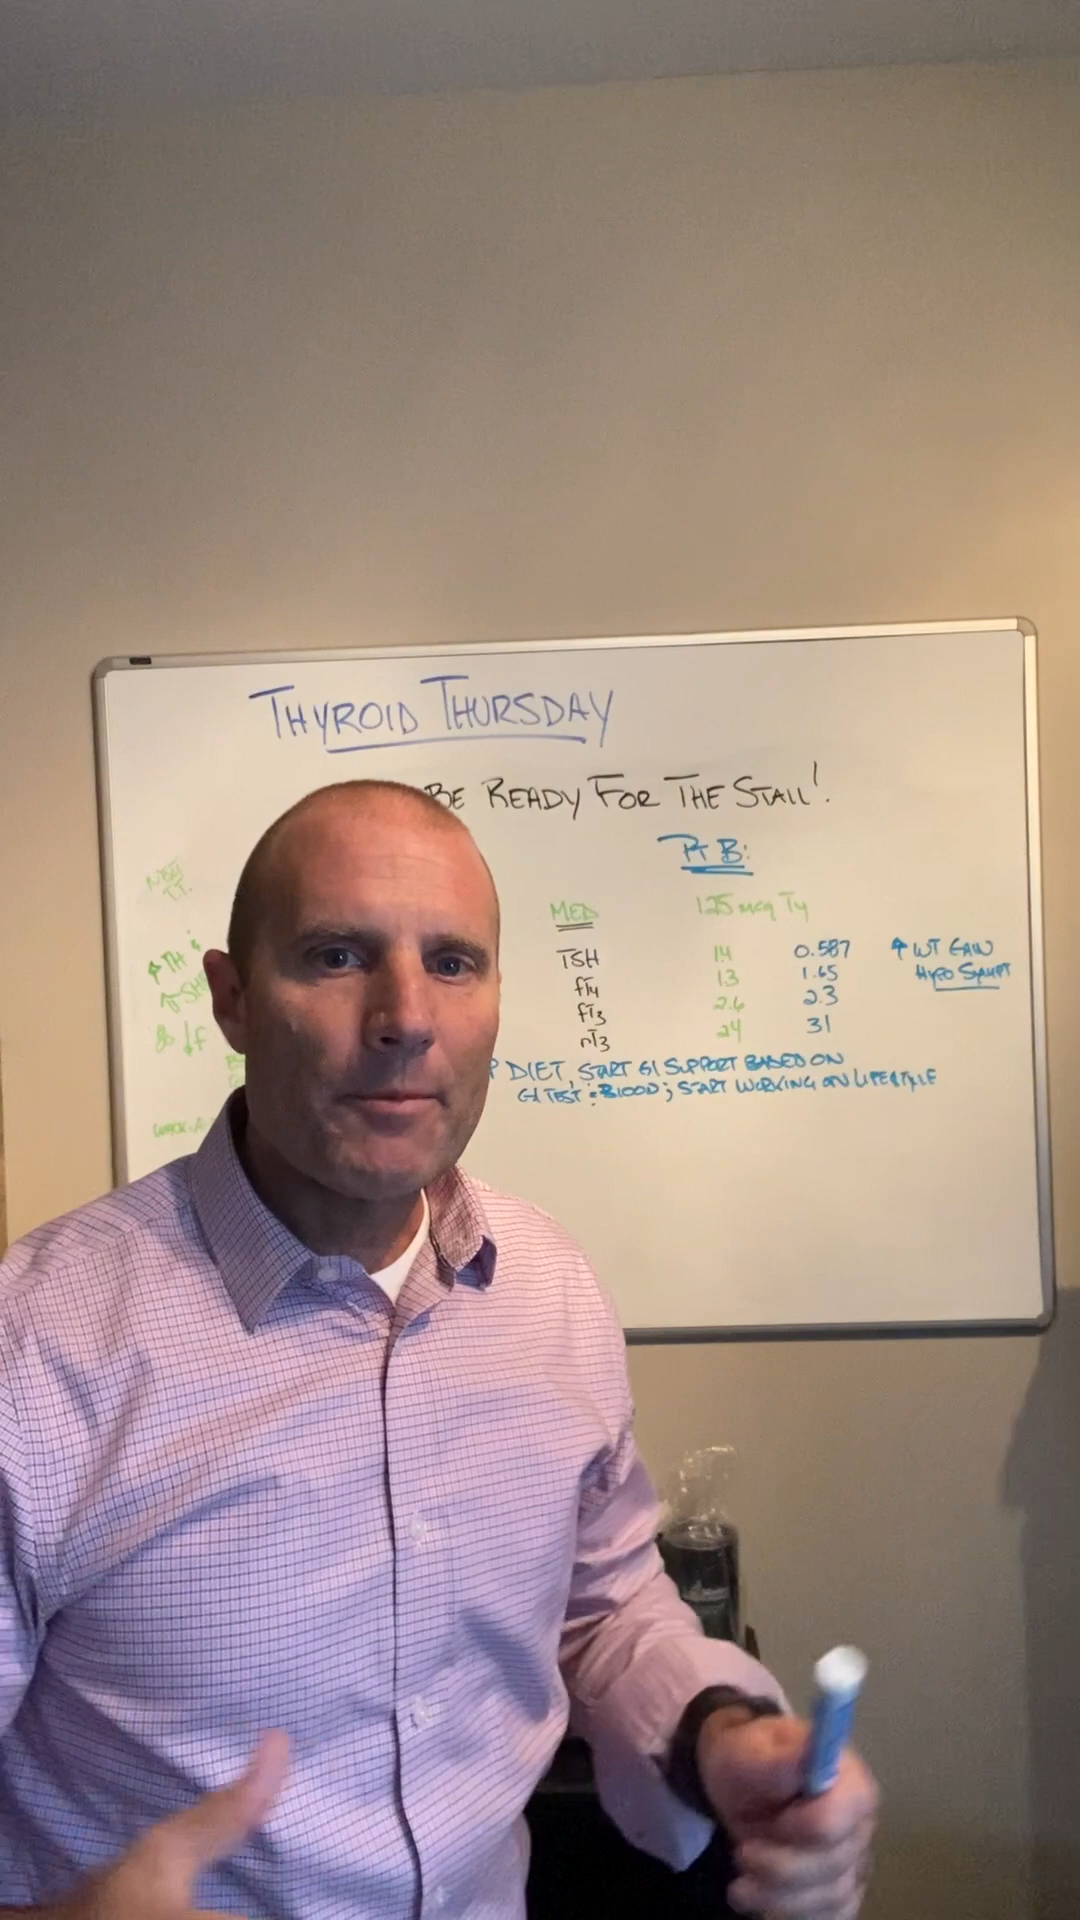 THYROID THURSDAY
BE READY FOR THE STALL!
Pt B:
MED 125 mcg T4
TSH 1.4 0.587 ↑ WT GAIN
fT4 1.3 1.65 HYPO SYMPT
fT3 2.6 2.3
rT3 24 31
DIET, START GI SUPPORT BASED ON
GI TEST & BLOOD; START WORKING ON LIFESTYLE
↑ TH